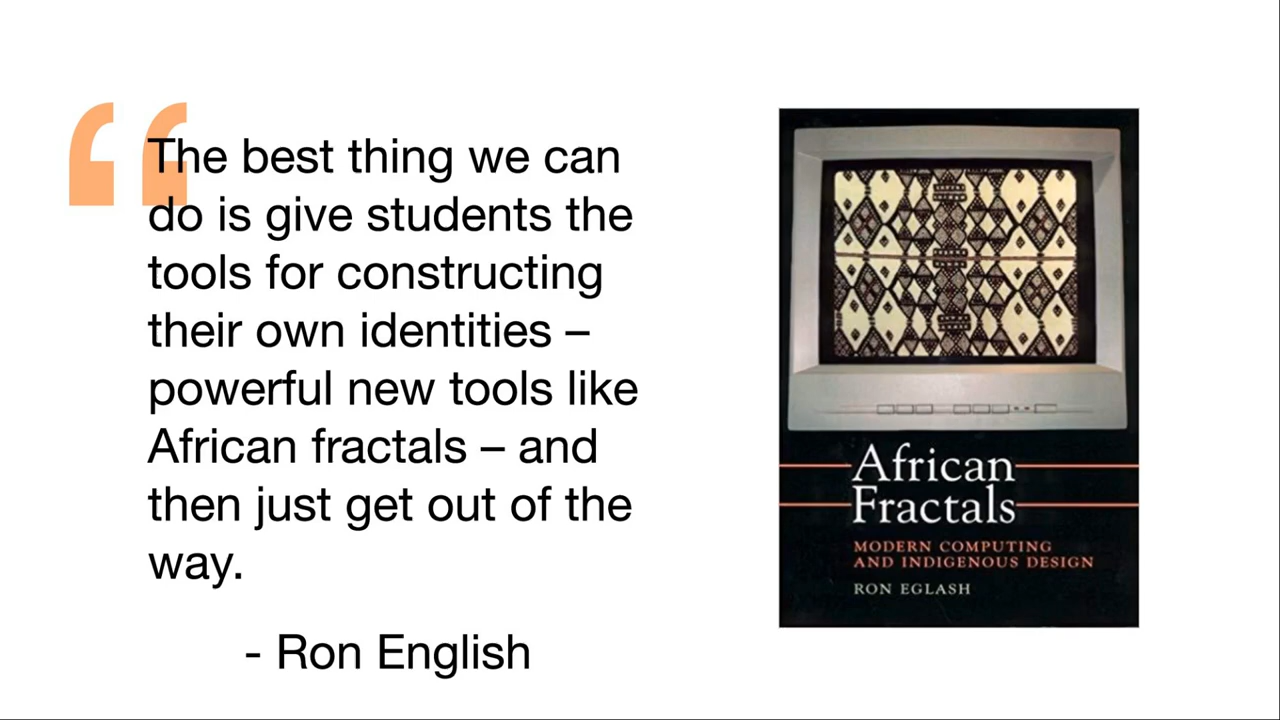 “
The best thing we can
do is give students the
tools for constructing
their own identities –
powerful new tools like
African fractals – and
then just get out of the
way.
- Ron English
African
Fractals
MODERN COMPUTING
AND INDIGENOUS DESIGN
RON EGLASH